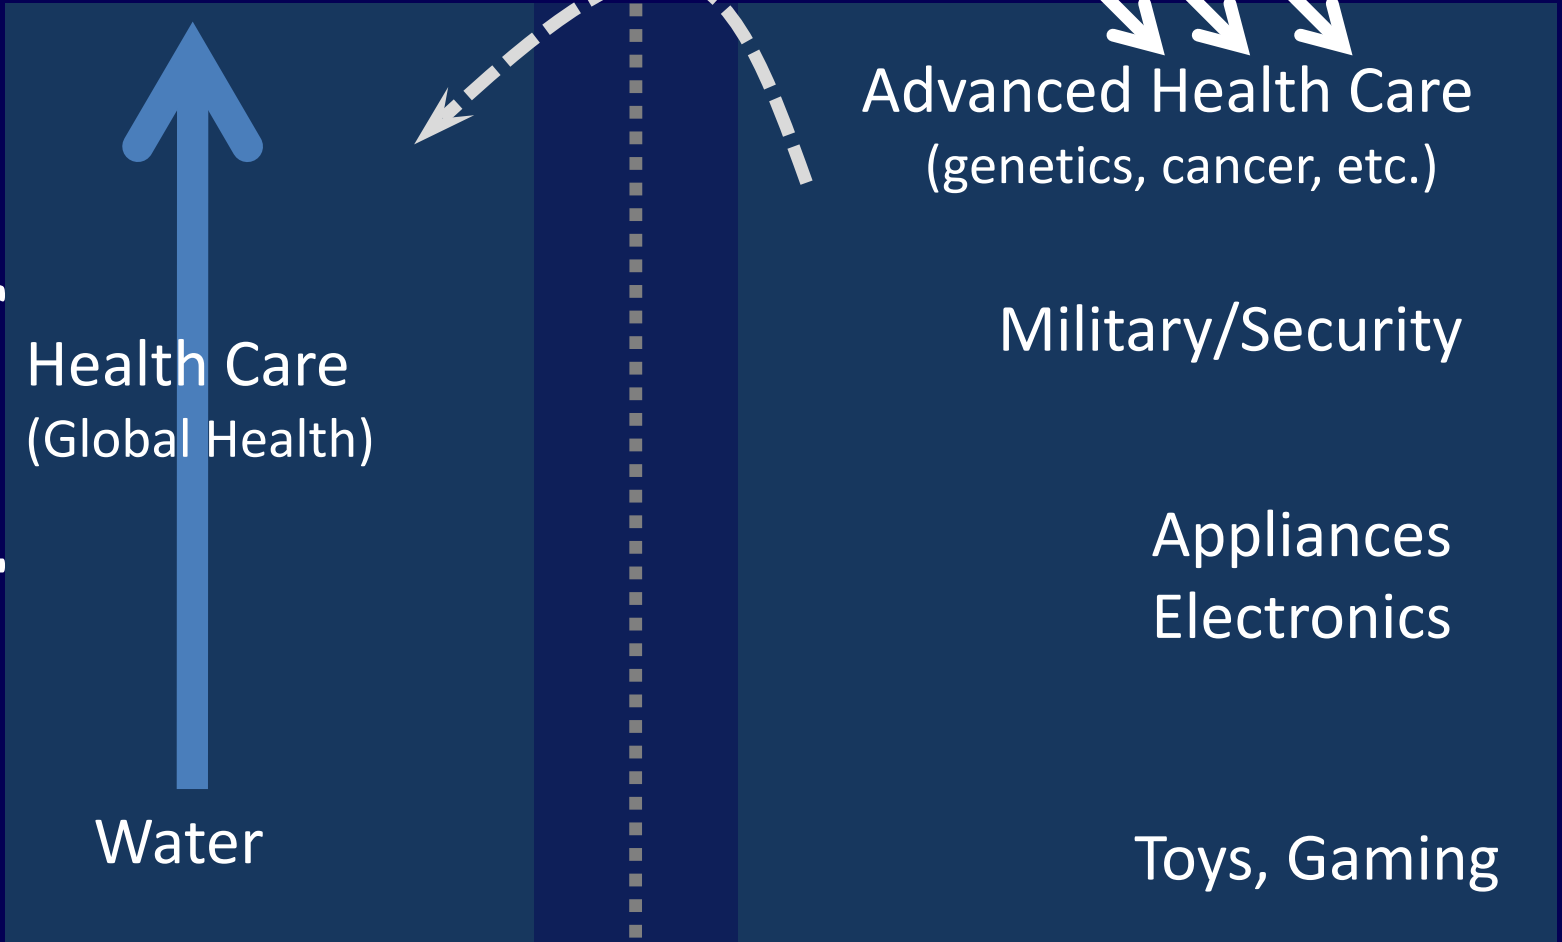 Advanced Health Care
(genetics, cancer, etc.)
Military/Security
Health Care
(Global Health)
Appliances
Electronics
Water
Toys, Gaming